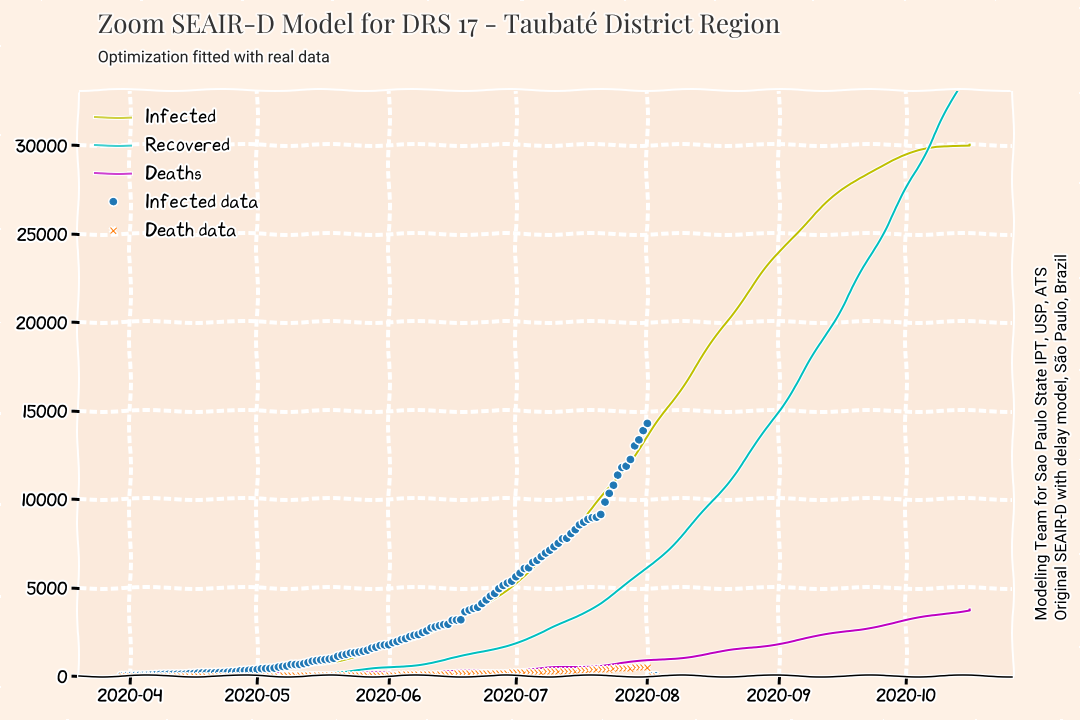 Zoom SEAIR-D Model for DRS 17 - Taubaté District Region
Optimization fitted with real data
Infected
Recovered
Deaths
Infected data
Death data
30000
25000
20000
15000
10000
5000
0
2020-04
2020-05
2020-06
2020-07
2020-08
2020-09
2020-10
Modeling Team for Sao Paulo State IPT, USP, ATS
Original SEAIR-D with delay model, São Paulo, Brazil